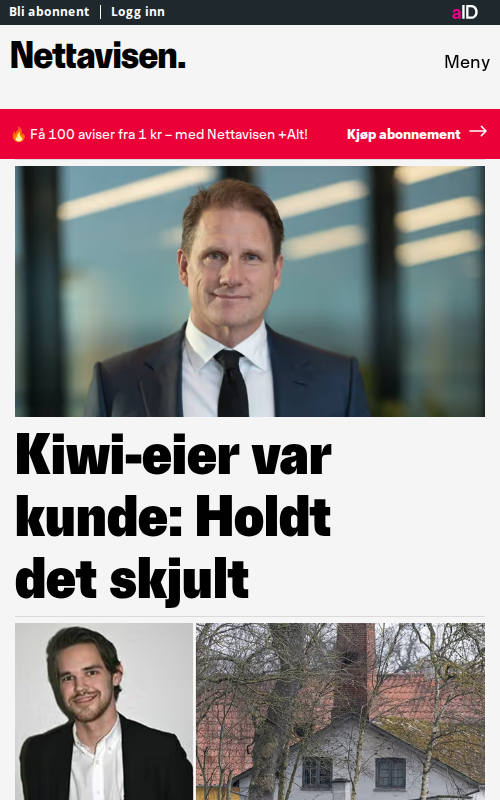 Bli abonnent
Logg inn
aID
Nettavisen.
Meny
🔥 Få 100 aviser fra 1 kr – med Nettavisen +Alt!
Kjøp abonnement →
Kiwi-eier var
kunde: Holdt
det skjult